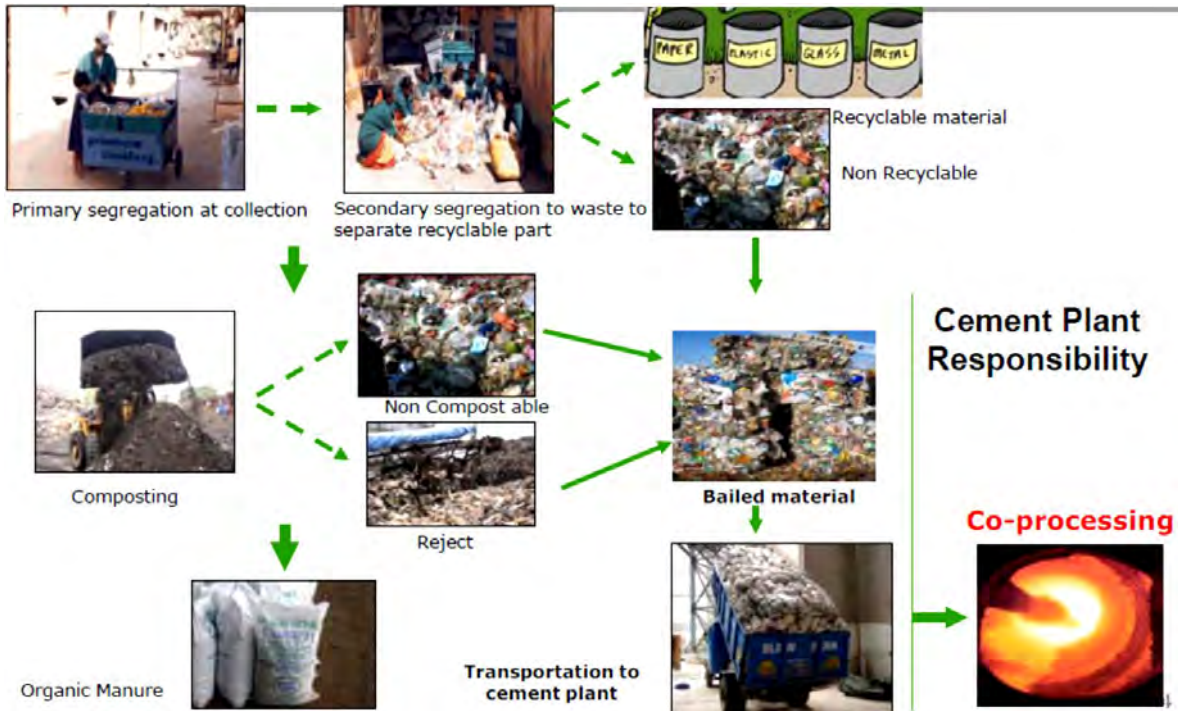 PAPER
PLASTIC
GLASS
METAL
Recyclable material
Non Recyclable
Primary segregation at collection
Secondary segregation to waste to
separate recyclable part
Cement Plant
Responsibility
Non Compost able
Composting
Reject
Bailed material
Co-processing
Organic Manure
Transportation to
cement plant